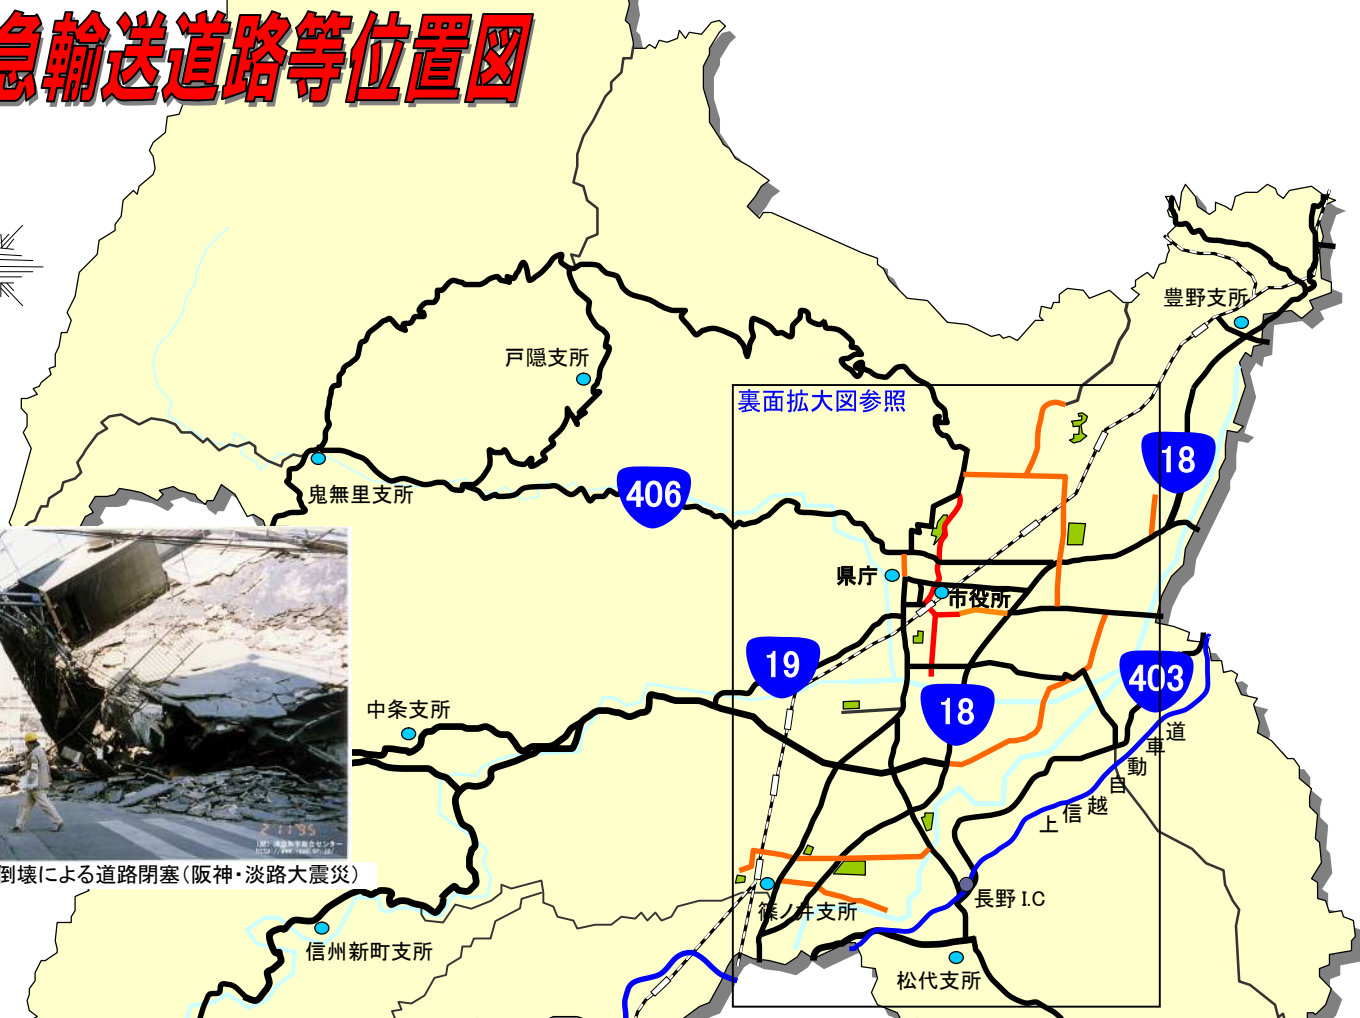 急輸送道路等位置図
豊野支所
戸隠支所
裏面拡大図参照
18
鬼無里支所
406
県庁
市役所
19
403
中条支所
18
上信越自動車道
21 1'95
倒壊による道路閉塞(阪神・淡路大震災)
長野 I.C
篠ノ井支所
信州新町支所
松代支所